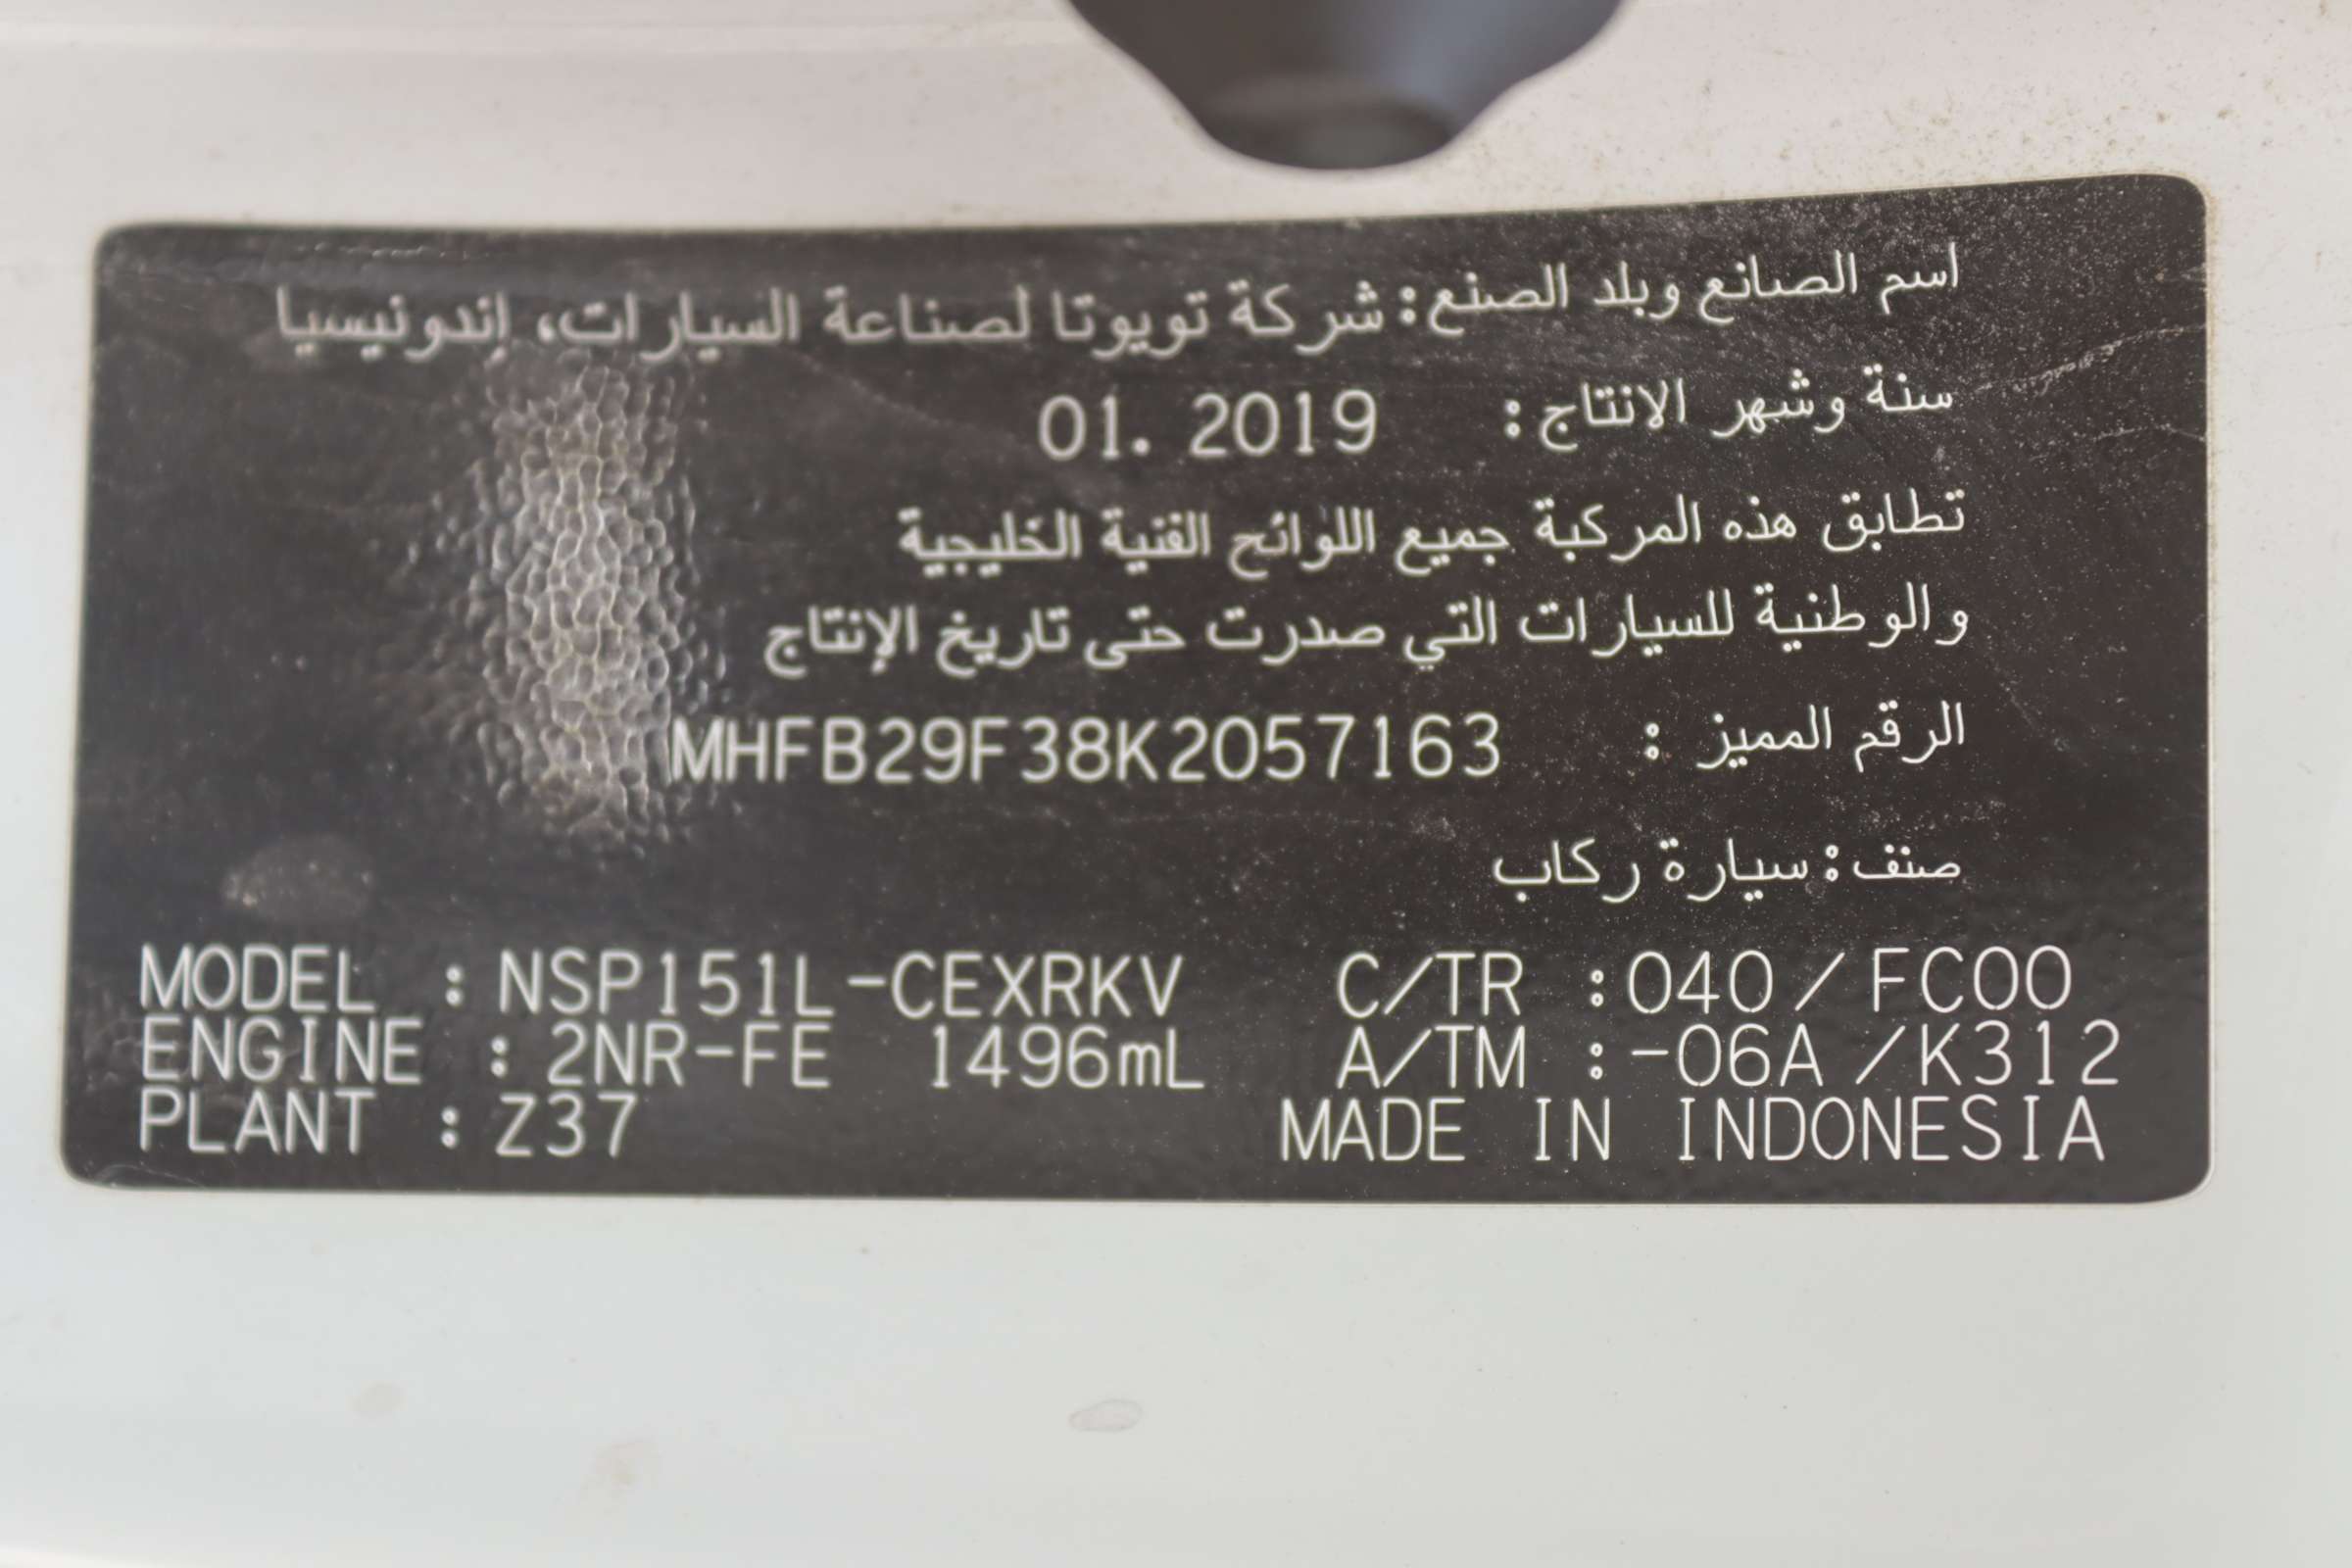 اسم الصانع وبلد الصنع: شركة تويوتا لصناعة السيارات، إندونيسيا
سنة وشهر الانتاج: 01. 2019
تطابق هذه المركبة جميع اللوائح الفنية الخليجية
والوطنية للسيارات التي صدرت حتى تاريخ الإنتاج
الرقم المميز : MHFB29F38K2057163
صنف: سيارة ركاب
MODEL : NSP151L-CEXRKV C/TR : 040 / FC00
ENGINE : 2NR-FE 1496mL A/TM : -06A / K312
PLANT : Z37 MADE IN INDONESIA